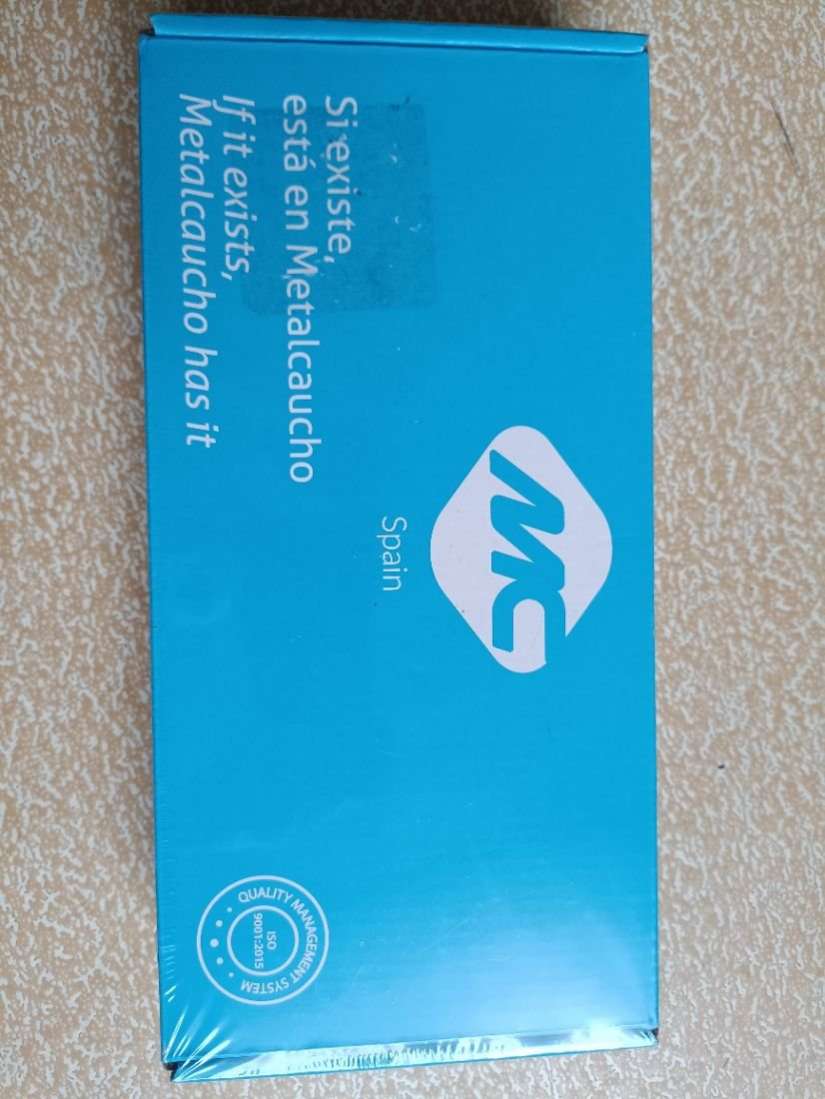 MC
Spain
Si existe,
está en Metalcaucho
If it exists,
Metalcaucho has it
QUALITY MANAGEMENT SYSTEM
ISO
9001:2015